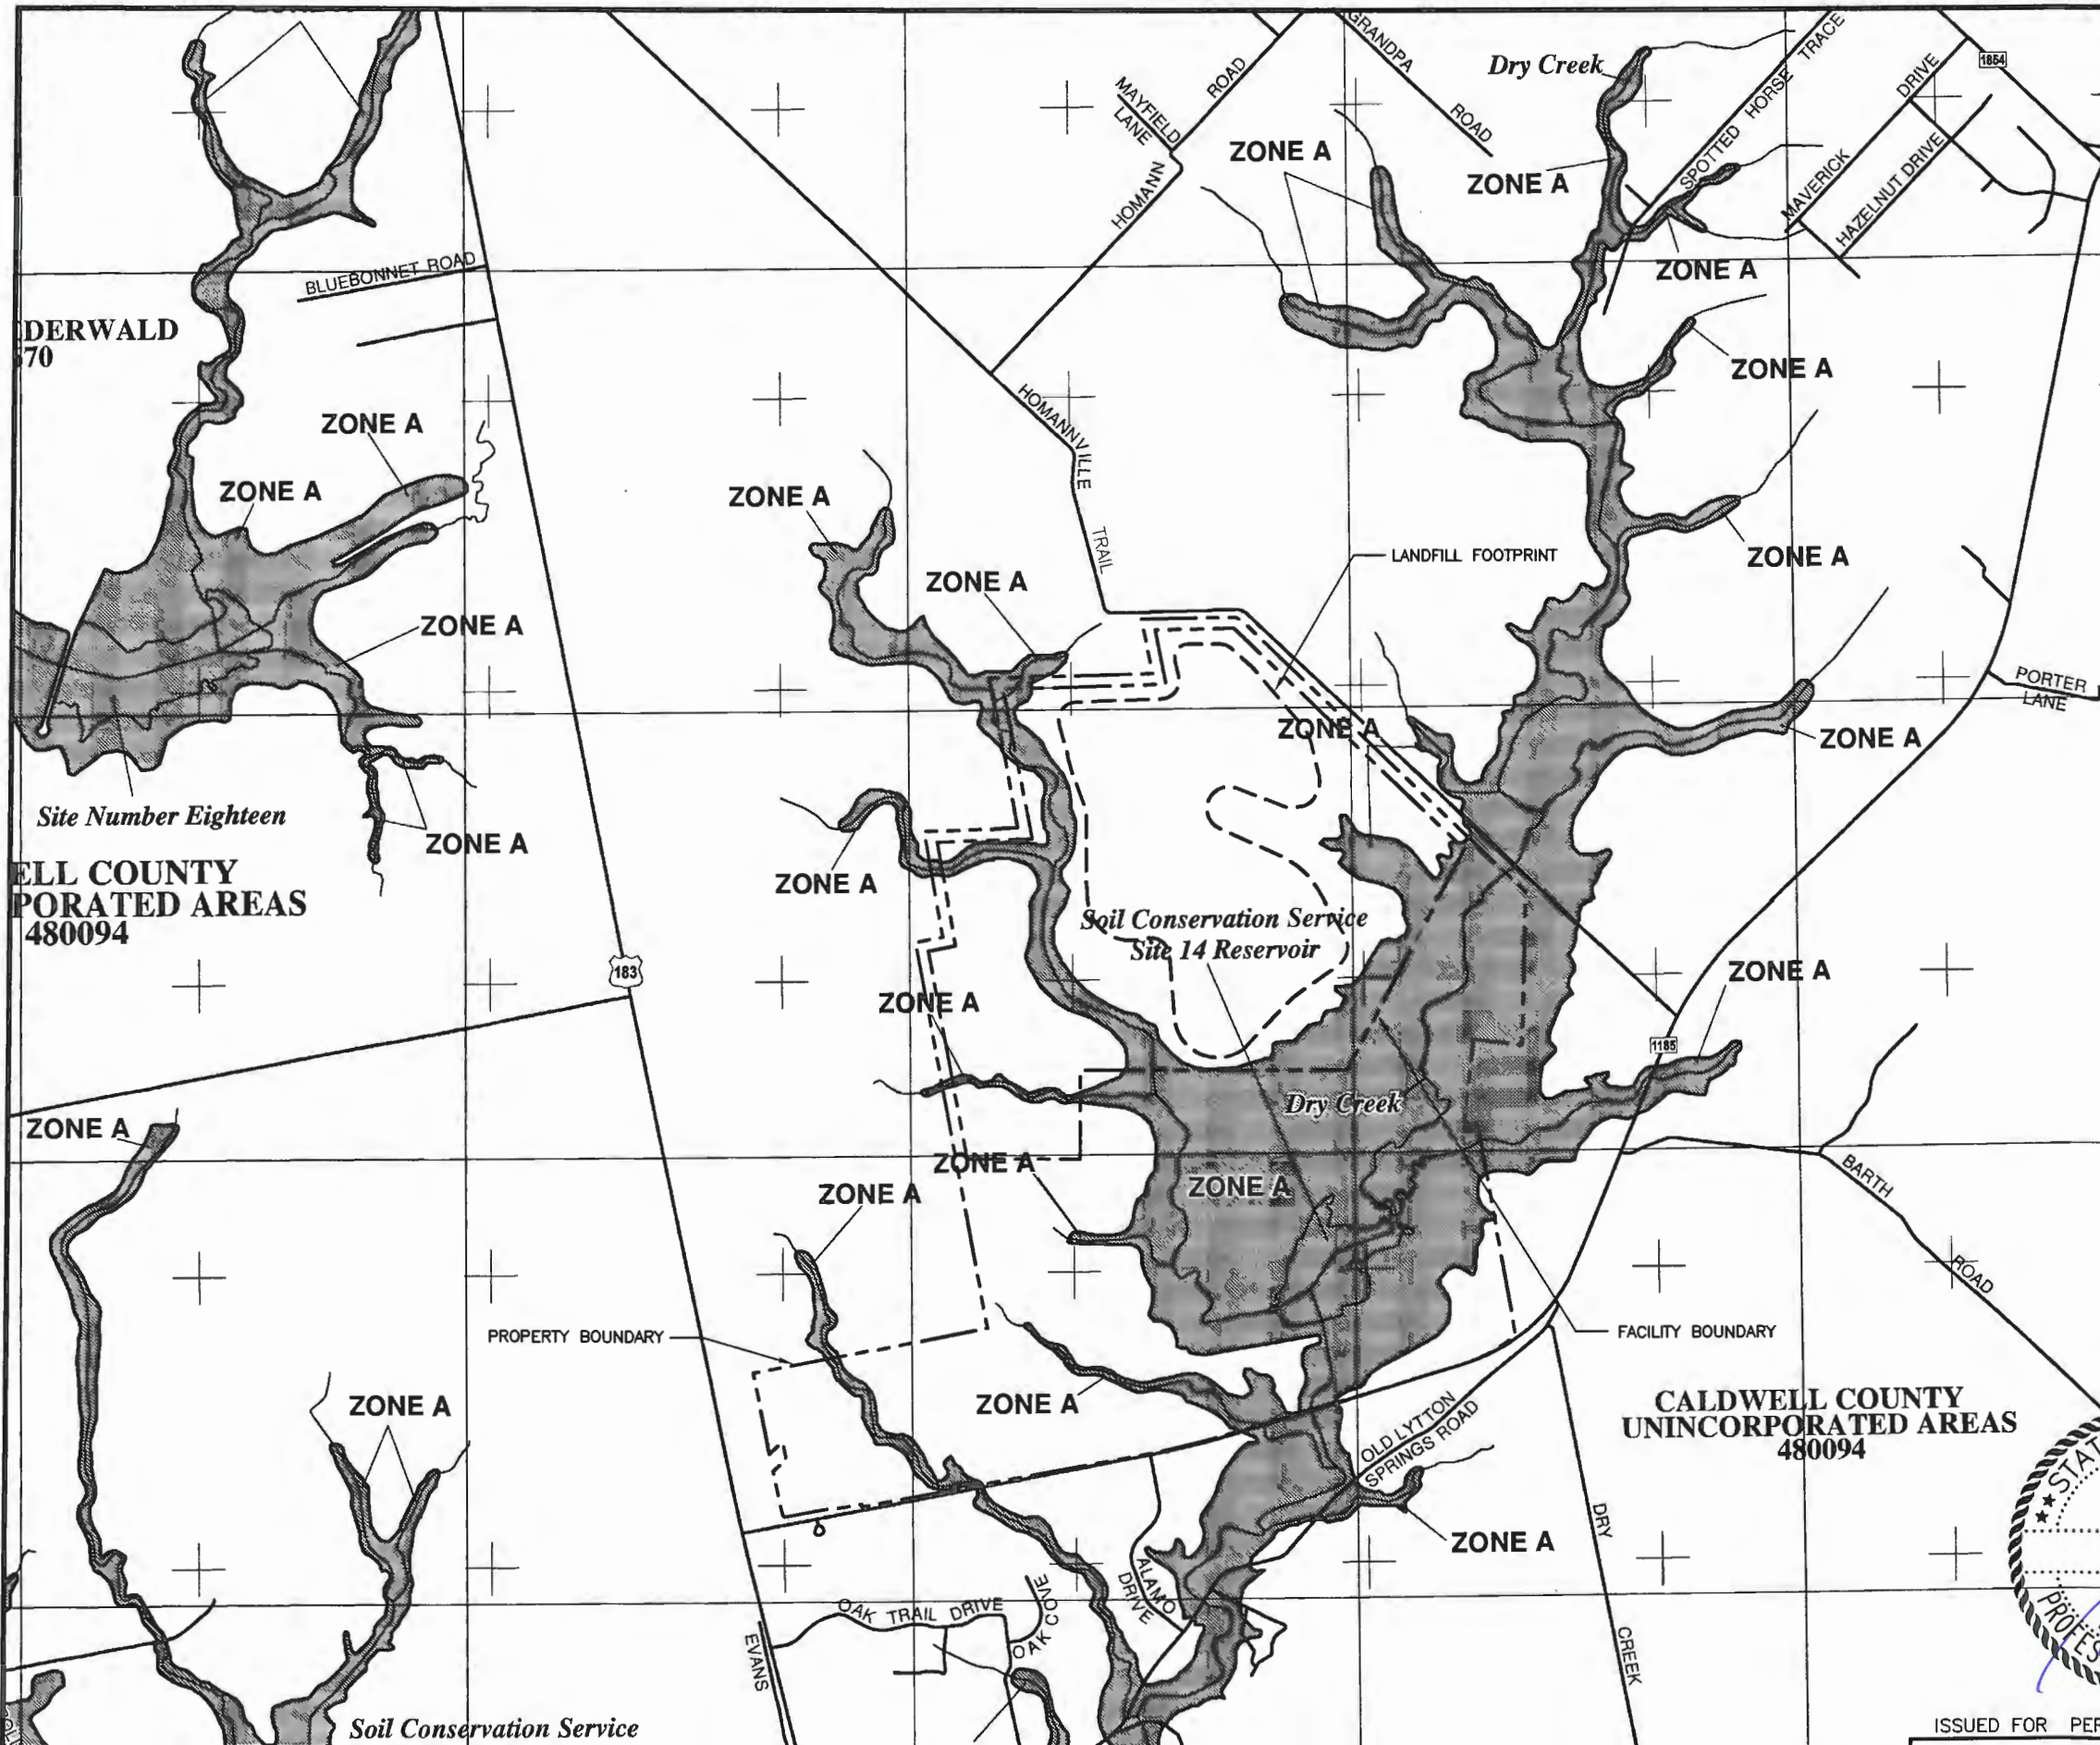 Dry Creek
GRANDPA
ROAD
MAYFIELD
LANE
ROAD
HOMANN
SPOTTED HORSE TRACE
DRIVE
MAVERICK
HAZELNUT DRIVE
1854
ZONE A
ZONE A
ZONE A
BLUEBONNET ROAD
DERWALD
70
ZONE A
ZONE A
ZONE A
ZONE A
HOMANNVILLE
TRAIL
LANDFILL FOOTPRINT
ZONE A
ZONE A
ZONE A
PORTER
LANE
ZONE A
ZONE A
Site Number Eighteen
ZONE A
ELL COUNTY
PORATED AREAS
480094
ZONE A
Soil Conservation Service
Site 14 Reservoir
183
ZONE A
ZONE A
1185
Dry Creek
ZONE A
ZONE A
ZONE A
ZONE A
BARTH
ROAD
PROPERTY BOUNDARY
FACILITY BOUNDARY
ZONE A
ZONE A
OLD LYTTON
SPRINGS ROAD
CALDWELL COUNTY
UNINCORPORATED AREAS
480094
STAT
ZONE A
DRY
CREEK
ALAMO
DRIVE
OAK TRAIL DRIVE
OAK COVE
EVANS
PROFES
Soil Conservation Service
ISSUED FOR PER